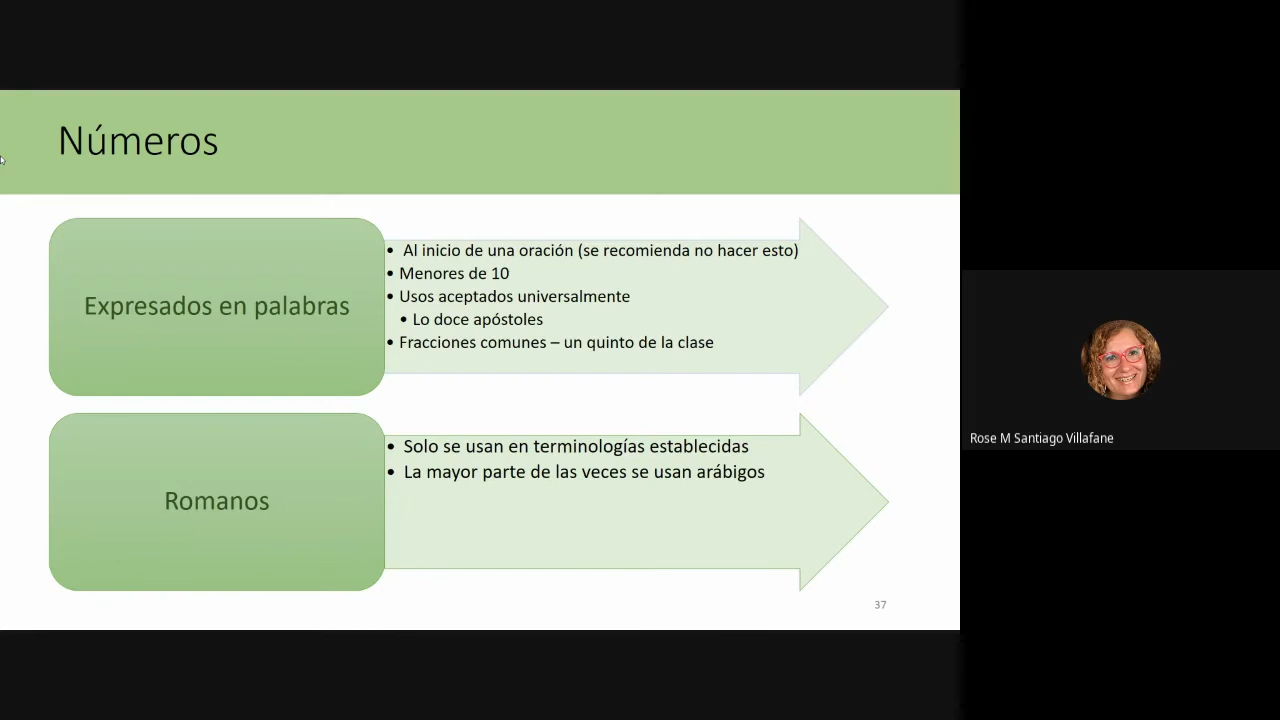 Números
Expresados en palabras
• Al inicio de una oración (se recomienda no hacer esto)
• Menores de 10
• Usos aceptados universalmente
• Lo doce apóstoles
• Fracciones comunes – un quinto de la clase
Romanos
• Solo se usan en terminologías establecidas
• La mayor parte de las veces se usan arábigos
37
Rose M Santiago Villafane